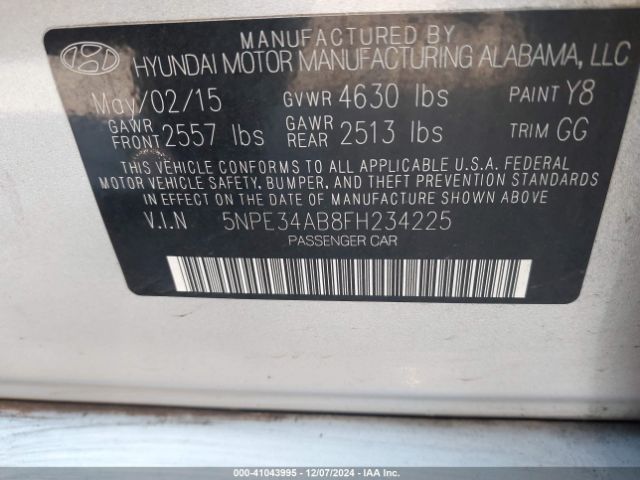 MANUFACTURED BY
HYUNDAI MOTOR MANUFACTURING ALABAMA, LLC
May/02/15 GVWR 4630 lbs PAINT Y8
GAWR FRONT 2557 lbs GAWR REAR 2513 lbs TRIM GG
THIS VEHICLE CONFORMS TO ALL APPLICABLE U.S.A. FEDERAL
MOTOR VEHICLE SAFETY, BUMPER, AND THEFT PREVENTION STANDARDS
IN EFFECT ON THE DATE OF MANUFACTURE SHOWN ABOVE.
V.I.N 5NPE34AB8FH234225
PASSENGER CAR
000-41043995 - 12/07/2024 - IAA Inc.